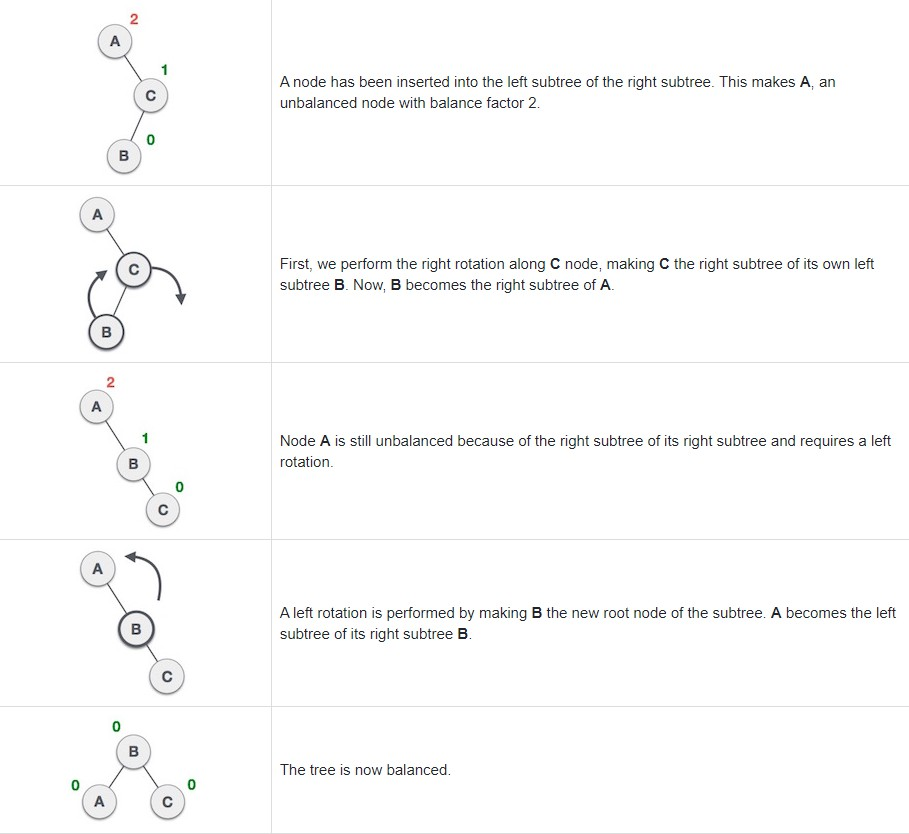 2
A
1
C
0
B
A node has been inserted into the left subtree of the right subtree. This makes A, an
unbalanced node with balance factor 2.
A
C
B
First, we perform the right rotation along C node, making C the right subtree of its own left
subtree B. Now, B becomes the right subtree of A.
2
A
1
B
0
C
Node A is still unbalanced because of the right subtree of its right subtree and requires a left
rotation.
A
B
C
A left rotation is performed by making B the new root node of the subtree. A becomes the left
subtree of its right subtree B.
0
B
0
0
A
C
The tree is now balanced.